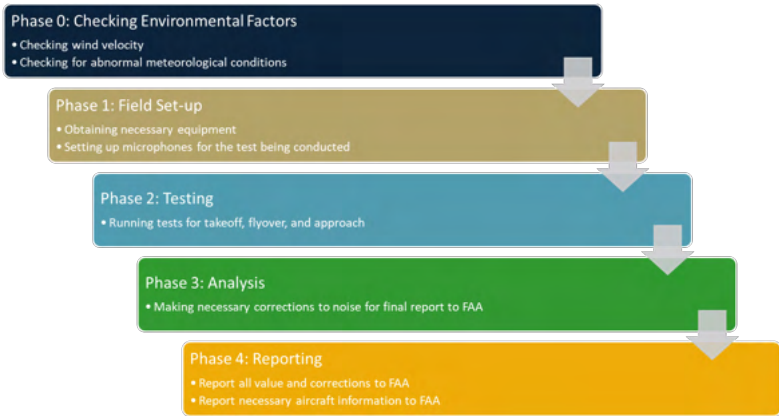 Phase 0: Checking Environmental Factors
• Checking wind velocity
• Checking for abnormal meteorological conditions
Phase 1: Field Set-up
• Obtaining necessary equipment
• Setting up microphones for the test being conducted
Phase 2: Testing
• Running tests for takeoff, flyover, and approach
Phase 3: Analysis
• Making necessary corrections to noise for final report to FAA
Phase 4: Reporting
• Report all value and corrections to FAA
• Report necessary aircraft information to FAA